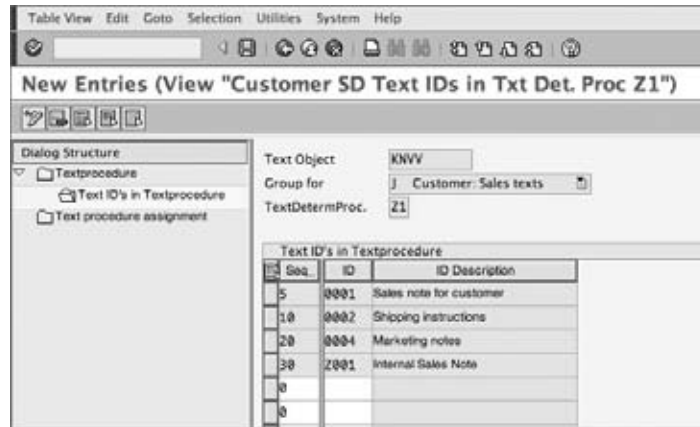 Table View Edit Goto Selection Utilities System Help
New Entries (View "Customer SD Text IDs in Txt Det. Proc Z1")
Dialog Structure
Textprocedure
Text ID's in Textprocedure
Text procedure assignment
Text Object KNVV
Group for J Customer: Sales texts
TextDetermProc. Z1
Text ID's in Textprocedure
Seq.. ID ID Description
5 0001 Sales note for customer
10 0002 Shipping instructions
20 0004 Marketing notes
30 Z001 Internal Sales Note
0
0